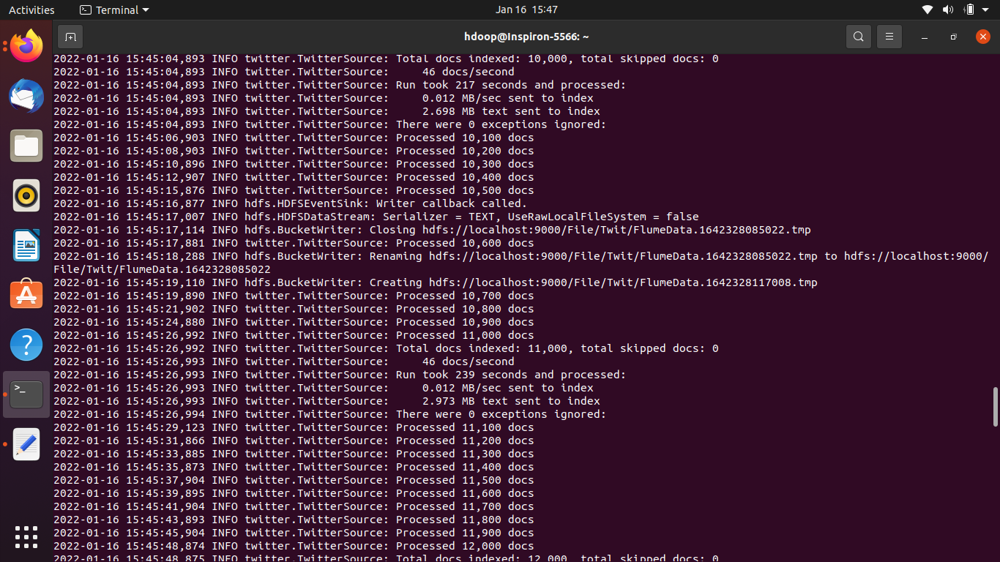 Activities
Terminal
Jan 16 15:47
hdoop@Inspiron-5566: ~
2022-01-16 15:45:04,893 INFO twitter.TwitterSource: Total docs indexed: 10,000, total skipped docs: 0
2022-01-16 15:45:04,893 INFO twitter.TwitterSource:     46 docs/second
2022-01-16 15:45:04,893 INFO twitter.TwitterSource: Run took 217 seconds and processed:
2022-01-16 15:45:04,893 INFO twitter.TwitterSource:     0.012 MB/sec sent to index
2022-01-16 15:45:04,893 INFO twitter.TwitterSource:     2.698 MB text sent to index
2022-01-16 15:45:04,893 INFO twitter.TwitterSource: There were 0 exceptions ignored:
2022-01-16 15:45:06,903 INFO twitter.TwitterSource: Processed 10,100 docs
2022-01-16 15:45:08,903 INFO twitter.TwitterSource: Processed 10,200 docs
2022-01-16 15:45:10,896 INFO twitter.TwitterSource: Processed 10,300 docs
2022-01-16 15:45:12,907 INFO twitter.TwitterSource: Processed 10,400 docs
2022-01-16 15:45:15,876 INFO twitter.TwitterSource: Processed 10,500 docs
2022-01-16 15:45:16,877 INFO hdfs.HDFSEventSink: Writer callback called.
2022-01-16 15:45:17,007 INFO hdfs.HDFSDataStream: Serializer = TEXT, UseRawLocalFileSystem = false
2022-01-16 15:45:17,114 INFO hdfs.BucketWriter: Closing hdfs://localhost:9000/File/Twit/FlumeData.1642328085022.tmp
2022-01-16 15:45:17,881 INFO twitter.TwitterSource: Processed 10,600 docs
2022-01-16 15:45:18,288 INFO hdfs.BucketWriter: Renaming hdfs://localhost:9000/File/Twit/FlumeData.1642328085022.tmp to hdfs://localhost:9000/
File/Twit/FlumeData.1642328085022
2022-01-16 15:45:19,110 INFO hdfs.BucketWriter: Creating hdfs://localhost:9000/File/Twit/FlumeData.1642328117008.tmp
2022-01-16 15:45:19,890 INFO twitter.TwitterSource: Processed 10,700 docs
2022-01-16 15:45:21,902 INFO twitter.TwitterSource: Processed 10,800 docs
2022-01-16 15:45:24,880 INFO twitter.TwitterSource: Processed 10,900 docs
2022-01-16 15:45:26,992 INFO twitter.TwitterSource: Processed 11,000 docs
2022-01-16 15:45:26,992 INFO twitter.TwitterSource: Total docs indexed: 11,000, total skipped docs: 0
2022-01-16 15:45:26,993 INFO twitter.TwitterSource:     46 docs/second
2022-01-16 15:45:26,993 INFO twitter.TwitterSource: Run took 239 seconds and processed:
2022-01-16 15:45:26,993 INFO twitter.TwitterSource:     0.012 MB/sec sent to index
2022-01-16 15:45:26,993 INFO twitter.TwitterSource:     2.973 MB text sent to index
2022-01-16 15:45:26,994 INFO twitter.TwitterSource: There were 0 exceptions ignored:
2022-01-16 15:45:29,123 INFO twitter.TwitterSource: Processed 11,100 docs
2022-01-16 15:45:31,866 INFO twitter.TwitterSource: Processed 11,200 docs
2022-01-16 15:45:33,885 INFO twitter.TwitterSource: Processed 11,300 docs
2022-01-16 15:45:35,873 INFO twitter.TwitterSource: Processed 11,400 docs
2022-01-16 15:45:37,904 INFO twitter.TwitterSource: Processed 11,500 docs
2022-01-16 15:45:39,895 INFO twitter.TwitterSource: Processed 11,600 docs
2022-01-16 15:45:41,904 INFO twitter.TwitterSource: Processed 11,700 docs
2022-01-16 15:45:43,893 INFO twitter.TwitterSource: Processed 11,800 docs
2022-01-16 15:45:45,904 INFO twitter.TwitterSource: Processed 11,900 docs
2022-01-16 15:45:48,874 INFO twitter.TwitterSource: Processed 12,000 docs
2022-01-16 15:45:48,875 INFO twitter.TwitterSource: Total docs indexed: 12,000, total skipped docs: 0